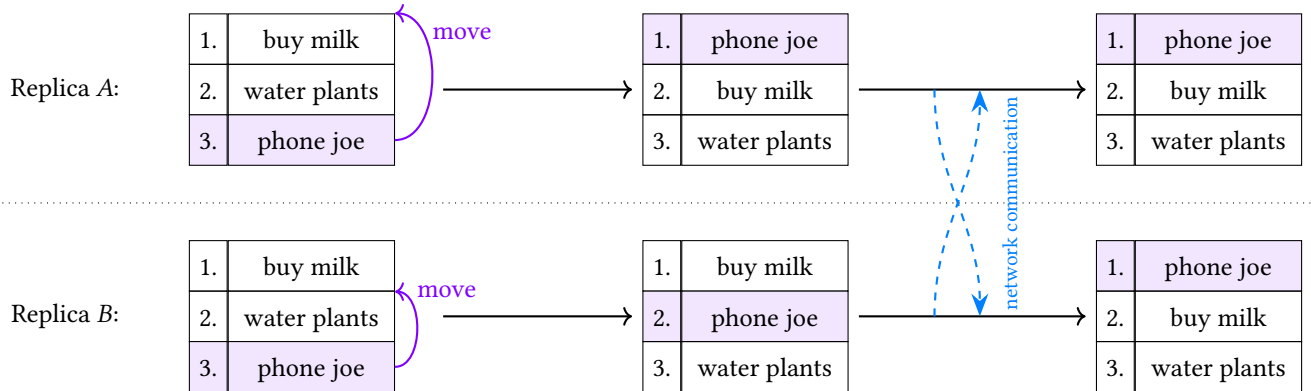 1. buy milk
2. water plants
3. phone joe
move
Replica A:
1. phone joe
2. buy milk
3. water plants
network communication
1. phone joe
2. buy milk
3. water plants
Replica B:
1. buy milk
2. water plants
3. phone joe
move
1. buy milk
2. phone joe
3. water plants
1. phone joe
2. buy milk
3. water plants